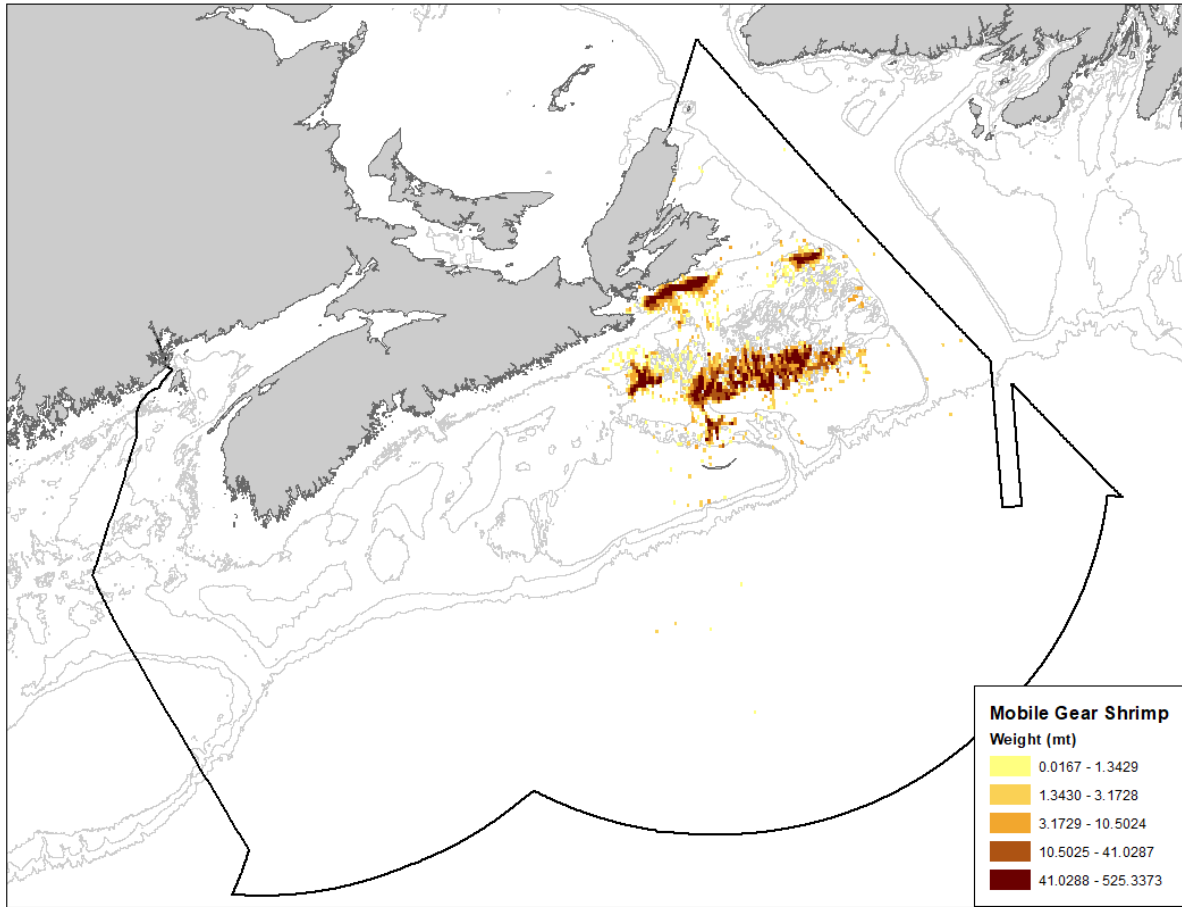 Mobile Gear Shrimp
Weight (mt)
0.0167 - 1.3429
1.3430 - 3.1728
3.1729 - 10.5024
10.5025 - 41.0287
41.0288 - 525.3373